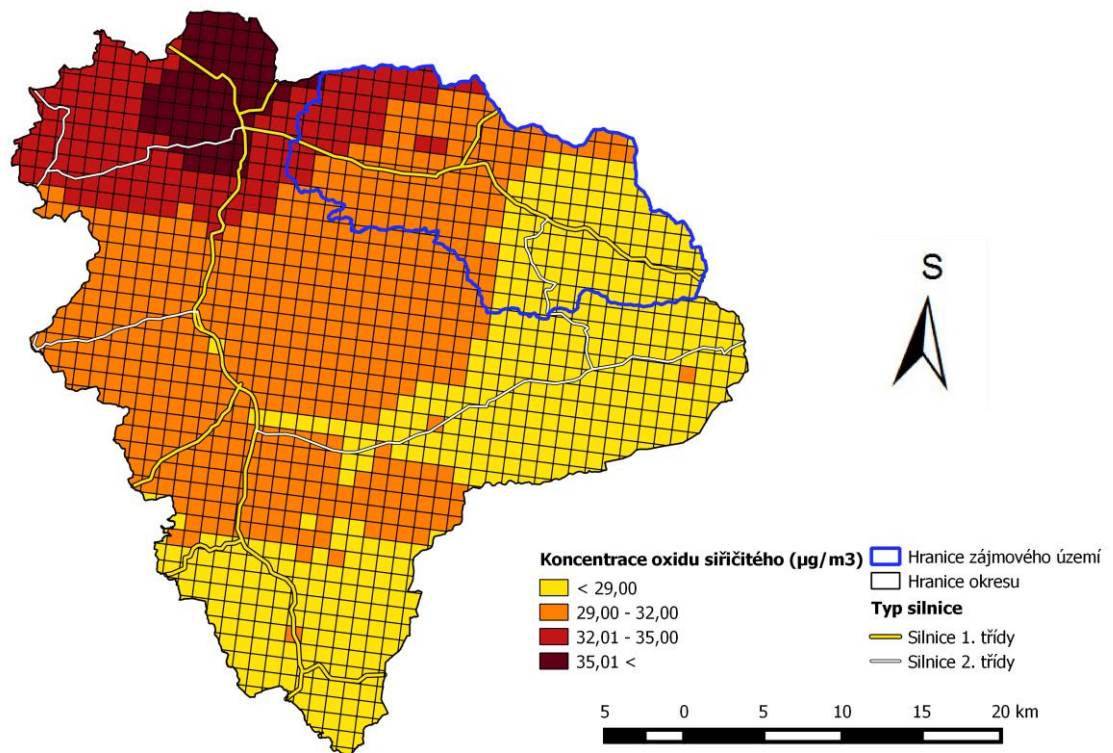 S
Koncentrace oxidu siřičitého (µg/m3)
< 29,00
29,00 - 32,00
32,01 - 35,00
35,01 <
Hranice zájmového území
Hranice okresu
Typ silnice
Silnice 1. třídy
Silnice 2. třídy
5 0 5 10 15 20 km